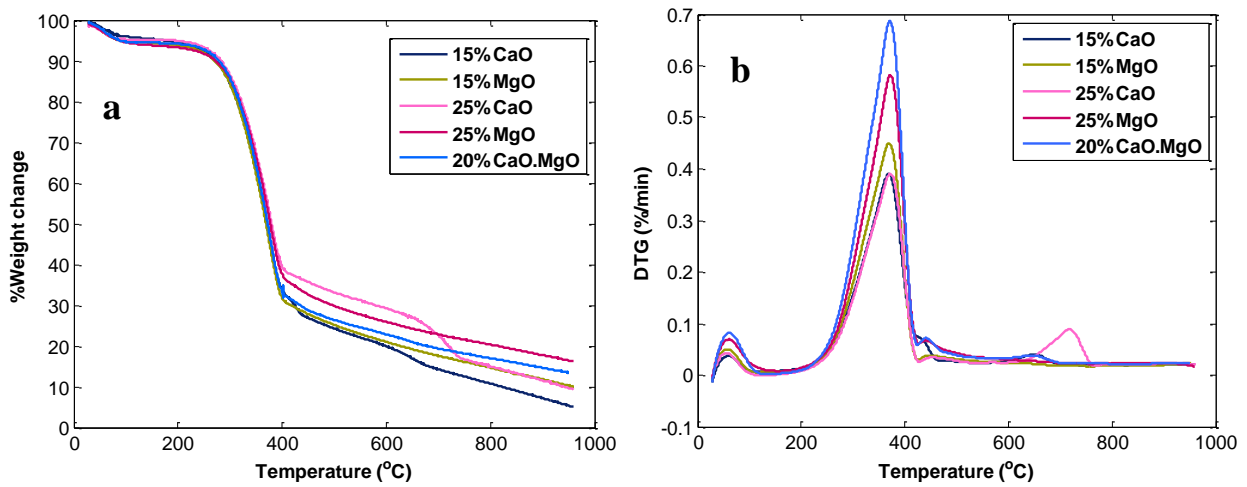 a
%Weight change
100
90
80
70
60
50
40
30
20
10
0
0
200
400
600
800
1000
Temperature (oC)
15%CaO
15%MgO
25%CaO
25%MgO
20%CaO.MgO
b
DTG (%/min)
0.7
0.6
0.5
0.4
0.3
0.2
0.1
0
-0.1
0
200
400
600
800
1000
Temperature (oC)
15%CaO
15%MgO
25%CaO
25%MgO
20%CaO.MgO